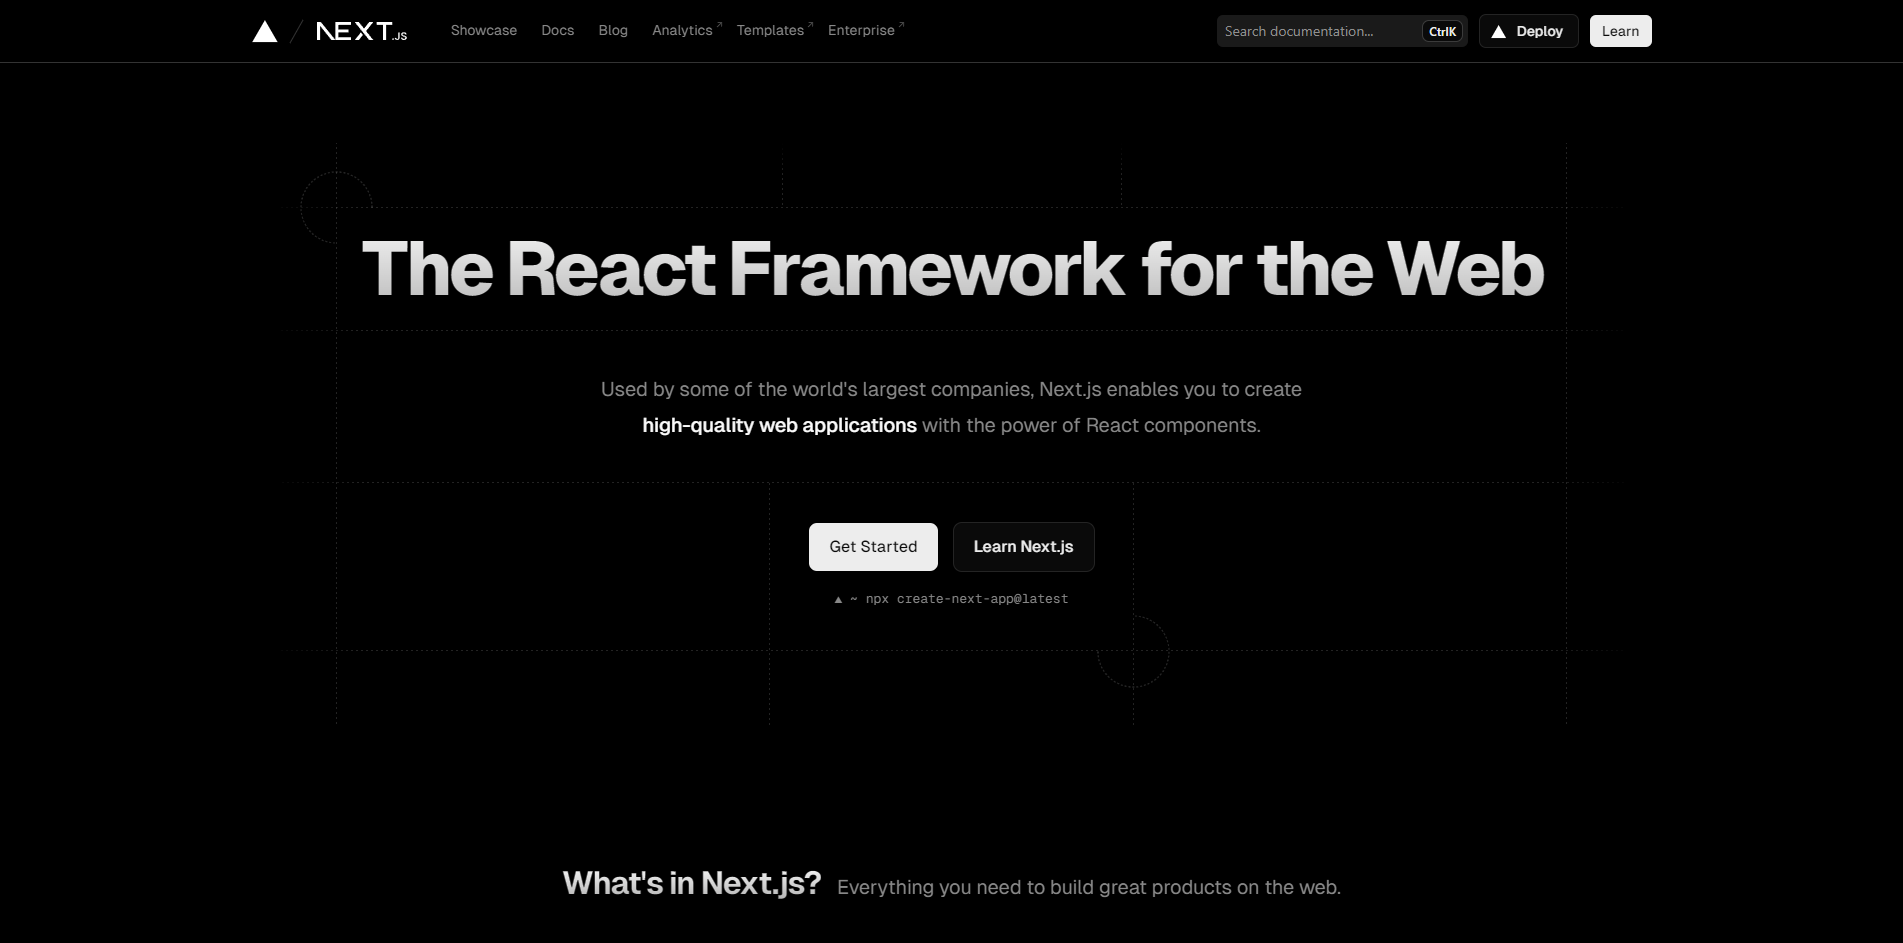 NEXT.JS
Showcase Docs Blog Analytics Templates Enterprise
Search documentation... CtrlK Deploy Learn
The React Framework for the Web
Used by some of the world's largest companies, Next.js enables you to create
high-quality web applications with the power of React components.
Get Started Learn Next.js
▲ ~ npx create-next-app@latest
What's in Next.js? Everything you need to build great products on the web.